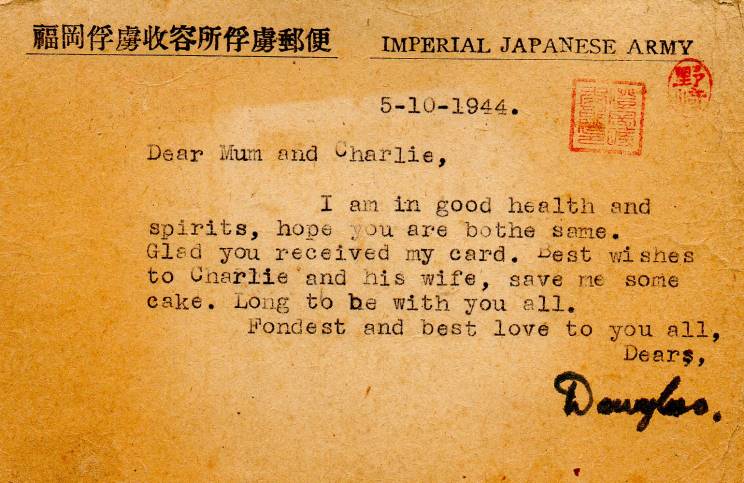 福岡俘虜收容所俘虜郵便 IMPERIAL JAPANESE ARMY
5-10-1944.
Dear Mum and Charlie,
I am in good health and
spirits, hope you are bothe same.
Glad you received my card. Best wishes
to Charlie and his wife, save me some
cake. Long to be with you all.
Fondest and best love to you all,
Dears,
Douglas.